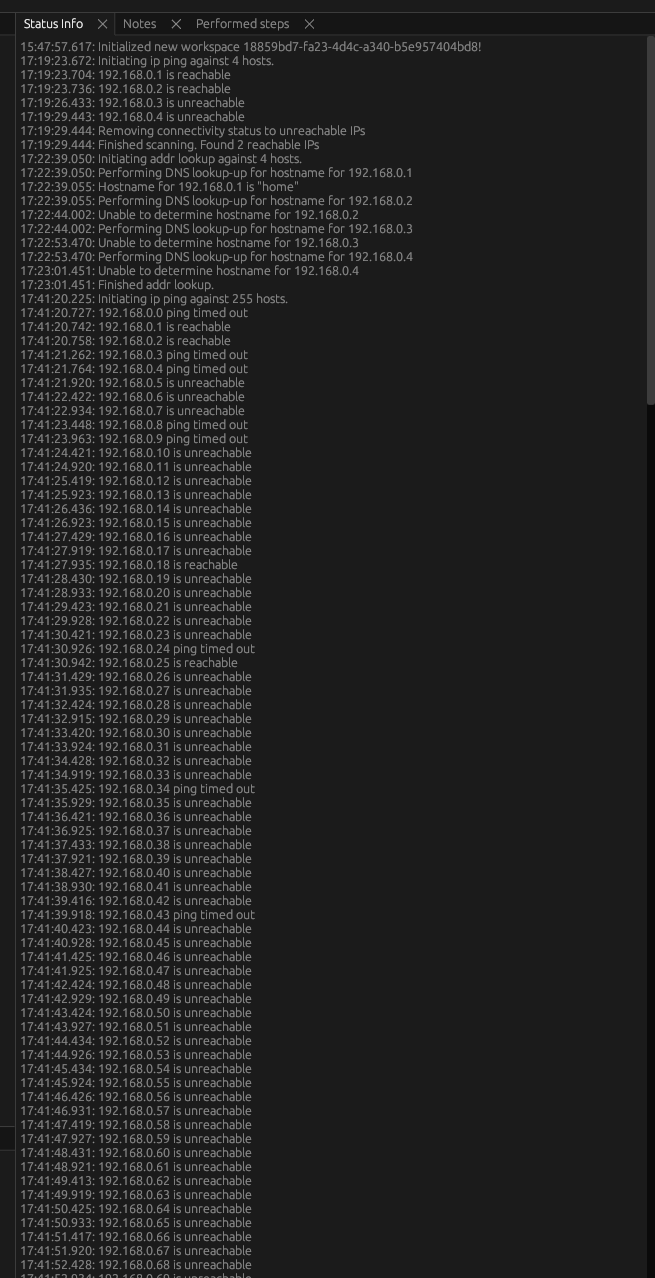 Status Info
Notes
Performed steps
15:47:57.617: Initialized new workspace 18859bd7-fa23-4d4c-a340-b5e957404bd8!
17:19:23.672: Initiating ip ping against 4 hosts.
17:19:23.704: 192.168.0.1 is reachable
17:19:23.736: 192.168.0.2 is reachable
17:19:26.433: 192.168.0.3 is unreachable
17:19:29.443: 192.168.0.4 is unreachable
17:19:29.444: Removing connectivity status to unreachable IPs
17:19:29.444: Finished scanning. Found 2 reachable IPs
17:22:39.050: Initiating addr lookup against 4 hosts.
17:22:39.050: Performing DNS lookup-up for hostname for 192.168.0.1
17:22:39.055: Hostname for 192.168.0.1 is "home"
17:22:39.055: Performing DNS lookup-up for hostname for 192.168.0.2
17:22:44.002: Unable to determine hostname for 192.168.0.2
17:22:44.002: Performing DNS lookup-up for hostname for 192.168.0.3
17:22:53.470: Unable to determine hostname for 192.168.0.3
17:22:53.470: Performing DNS lookup-up for hostname for 192.168.0.4
17:23:01.451: Unable to determine hostname for 192.168.0.4
17:23:01.451: Finished addr lookup.
17:41:20.225: Initiating ip ping against 255 hosts.
17:41:20.727: 192.168.0.0 ping timed out
17:41:20.742: 192.168.0.1 is reachable
17:41:20.758: 192.168.0.2 is reachable
17:41:21.262: 192.168.0.3 ping timed out
17:41:21.764: 192.168.0.4 ping timed out
17:41:21.920: 192.168.0.5 is unreachable
17:41:22.422: 192.168.0.6 is unreachable
17:41:22.934: 192.168.0.7 is unreachable
17:41:23.448: 192.168.0.8 ping timed out
17:41:23.963: 192.168.0.9 ping timed out
17:41:24.421: 192.168.0.10 is unreachable
17:41:24.920: 192.168.0.11 is unreachable
17:41:25.419: 192.168.0.12 is unreachable
17:41:25.923: 192.168.0.13 is unreachable
17:41:26.436: 192.168.0.14 is unreachable
17:41:26.923: 192.168.0.15 is unreachable
17:41:27.429: 192.168.0.16 is unreachable
17:41:27.919: 192.168.0.17 is unreachable
17:41:27.935: 192.168.0.18 is reachable
17:41:28.430: 192.168.0.19 is unreachable
17:41:28.933: 192.168.0.20 is unreachable
17:41:29.423: 192.168.0.21 is unreachable
17:41:29.928: 192.168.0.22 is unreachable
17:41:30.421: 192.168.0.23 is unreachable
17:41:30.926: 192.168.0.24 ping timed out
17:41:30.942: 192.168.0.25 is reachable
17:41:31.429: 192.168.0.26 is unreachable
17:41:31.935: 192.168.0.27 is unreachable
17:41:32.424: 192.168.0.28 is unreachable
17:41:32.915: 192.168.0.29 is unreachable
17:41:33.420: 192.168.0.30 is unreachable
17:41:33.924: 192.168.0.31 is unreachable
17:41:34.428: 192.168.0.32 is unreachable
17:41:34.919: 192.168.0.33 is unreachable
17:41:35.425: 192.168.0.34 ping timed out
17:41:35.929: 192.168.0.35 is unreachable
17:41:36.421: 192.168.0.36 is unreachable
17:41:36.925: 192.168.0.37 is unreachable
17:41:37.433: 192.168.0.38 is unreachable
17:41:37.921: 192.168.0.39 is unreachable
17:41:38.427: 192.168.0.40 is unreachable
17:41:38.930: 192.168.0.41 is unreachable
17:41:39.416: 192.168.0.42 is unreachable
17:41:39.918: 192.168.0.43 ping timed out
17:41:40.423: 192.168.0.44 is unreachable
17:41:40.928: 192.168.0.45 is unreachable
17:41:41.425: 192.168.0.46 is unreachable
17:41:41.925: 192.168.0.47 is unreachable
17:41:42.424: 192.168.0.48 is unreachable
17:41:42.929: 192.168.0.49 is unreachable
17:41:43.424: 192.168.0.50 is unreachable
17:41:43.927: 192.168.0.51 is unreachable
17:41:44.434: 192.168.0.52 is unreachable
17:41:44.926: 192.168.0.53 is unreachable
17:41:45.434: 192.168.0.54 is unreachable
17:41:45.924: 192.168.0.55 is unreachable
17:41:46.426: 192.168.0.56 is unreachable
17:41:46.931: 192.168.0.57 is unreachable
17:41:47.419: 192.168.0.58 is unreachable
17:41:47.927: 192.168.0.59 is unreachable
17:41:48.431: 192.168.0.60 is unreachable
17:41:48.921: 192.168.0.61 is unreachable
17:41:49.413: 192.168.0.62 is unreachable
17:41:49.919: 192.168.0.63 is unreachable
17:41:50.425: 192.168.0.64 is unreachable
17:41:50.933: 192.168.0.65 is unreachable
17:41:51.417: 192.168.0.66 is unreachable
17:41:51.920: 192.168.0.67 is unreachable
17:41:52.428: 192.168.0.68 is unreachable